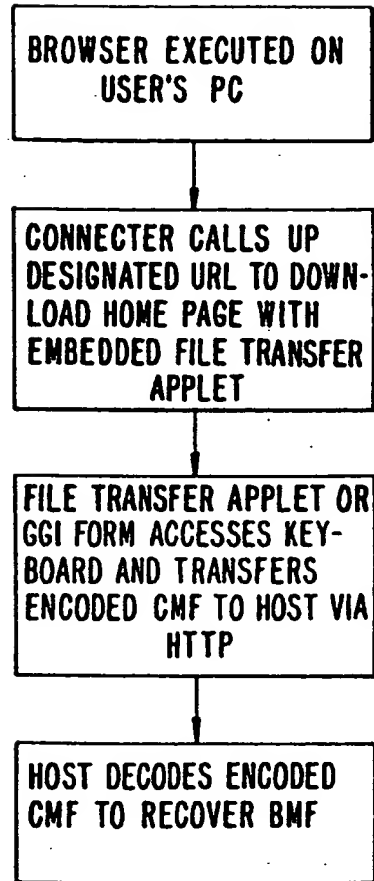 BROWSER EXECUTED ON
USER'S PC
CONNECTER CALLS UP
DESIGNATED URL TO DOWN-
LOAD HOME PAGE WITH
EMBEDDED FILE TRANSFER
APPLET
FILE TRANSFER APPLET OR
GGI FORM ACCESSES KEY-
BOARD AND TRANSFERS
ENCODED CMF TO HOST VIA
HTTP
HOST DECODES ENCODED
CMF TO RECOVER BMF